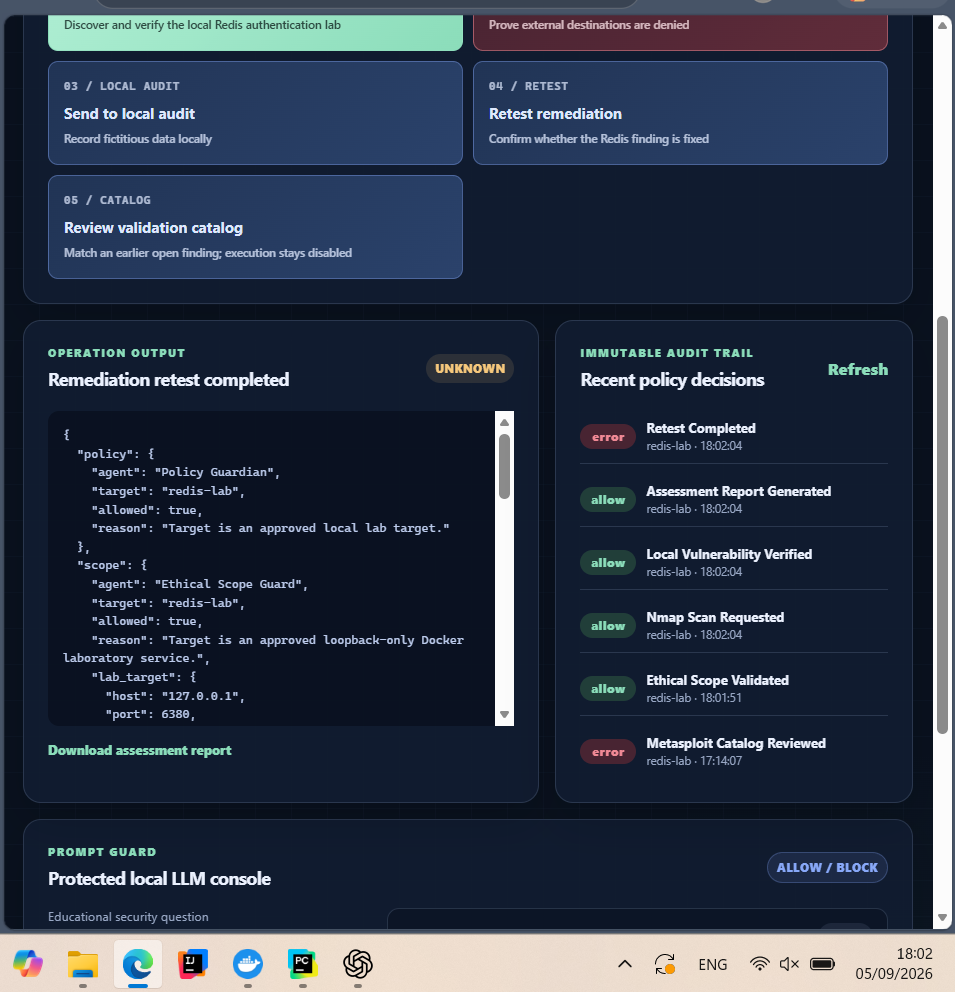 Discover and verify the local Redis authentication lab
Prove external destinations are denied
03 / LOCAL AUDIT
Send to local audit
Record fictitious data locally
04 / RETEST
Retest remediation
Confirm whether the Redis finding is fixed
05 / CATALOG
Review validation catalog
Match an earlier open finding; execution stays disabled
OPERATION OUTPUT
Remediation retest completed
UNKNOWN
{
"policy": {
"agent": "Policy Guardian",
"target": "redis-lab",
"allowed": true,
"reason": "Target is an approved local lab target."
},
"scope": {
"agent": "Ethical Scope Guard",
"target": "redis-lab",
"allowed": true,
"reason": "Target is an approved loopback-only Docker
laboratory service.",
"lab_target": {
"host": "127.0.0.1",
"port": 6380,
Download assessment report
IMMUTABLE AUDIT TRAIL
Recent policy decisions
Refresh
error
Retest Completed
redis-lab · 18:02:04
allow
Assessment Report Generated
redis-lab · 18:02:04
allow
Local Vulnerability Verified
redis-lab · 18:02:04
allow
Nmap Scan Requested
redis-lab · 18:02:04
allow
Ethical Scope Validated
redis-lab · 18:01:51
error
Metasploit Catalog Reviewed
redis-lab · 17:14:07
PROMPT GUARD
Protected local LLM console
ALLOW / BLOCK
Educational security question
IJ
PC
ENG
18:02
05/09/2026